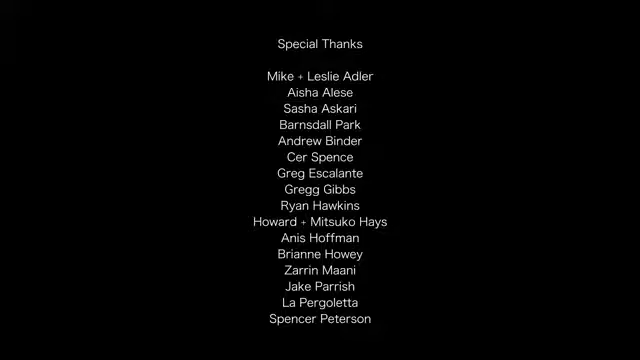 Special Thanks
Mike + Leslie Adler
Aisha Alese
Sasha Askari
Barnsdall Park
Andrew Binder
Cer Spence
Greg Escalante
Gregg Gibbs
Ryan Hawkins
Howard + Mitsuko Hays
Anis Hoffman
Brianne Howey
Zarrin Maani
Jake Parrish
La Pergoletta
Spencer Peterson